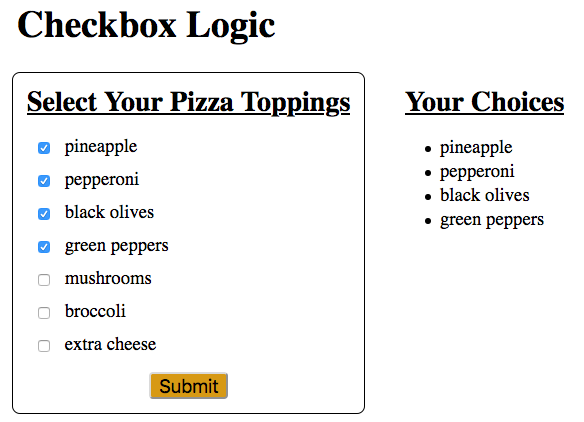 Checkbox Logic
Select Your Pizza Toppings
pineapple
pepperoni
black olives
green peppers
mushrooms
broccoli
extra cheese
Submit
Your Choices
pineapple
pepperoni
black olives
green peppers